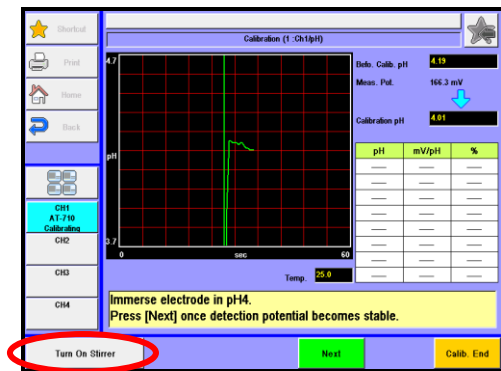 Shortcut
Calibration (1 :Ch1/pH)
Print
Home
Back
4.7
pH
3.7
0
sec
60
Befo. Calib. pH
4.19
Meas. Pot.
166.3 mV
Calibration pH
4.01
pH
mV/pH
%
CH1
AT-710
Calibrating
CH2
CH3
CH4
Temp.
25.0
Immerse electrode in pH4.
Press [Next] once detection potential becomes stable.
Turn On Stirrer
Next
Calib. End